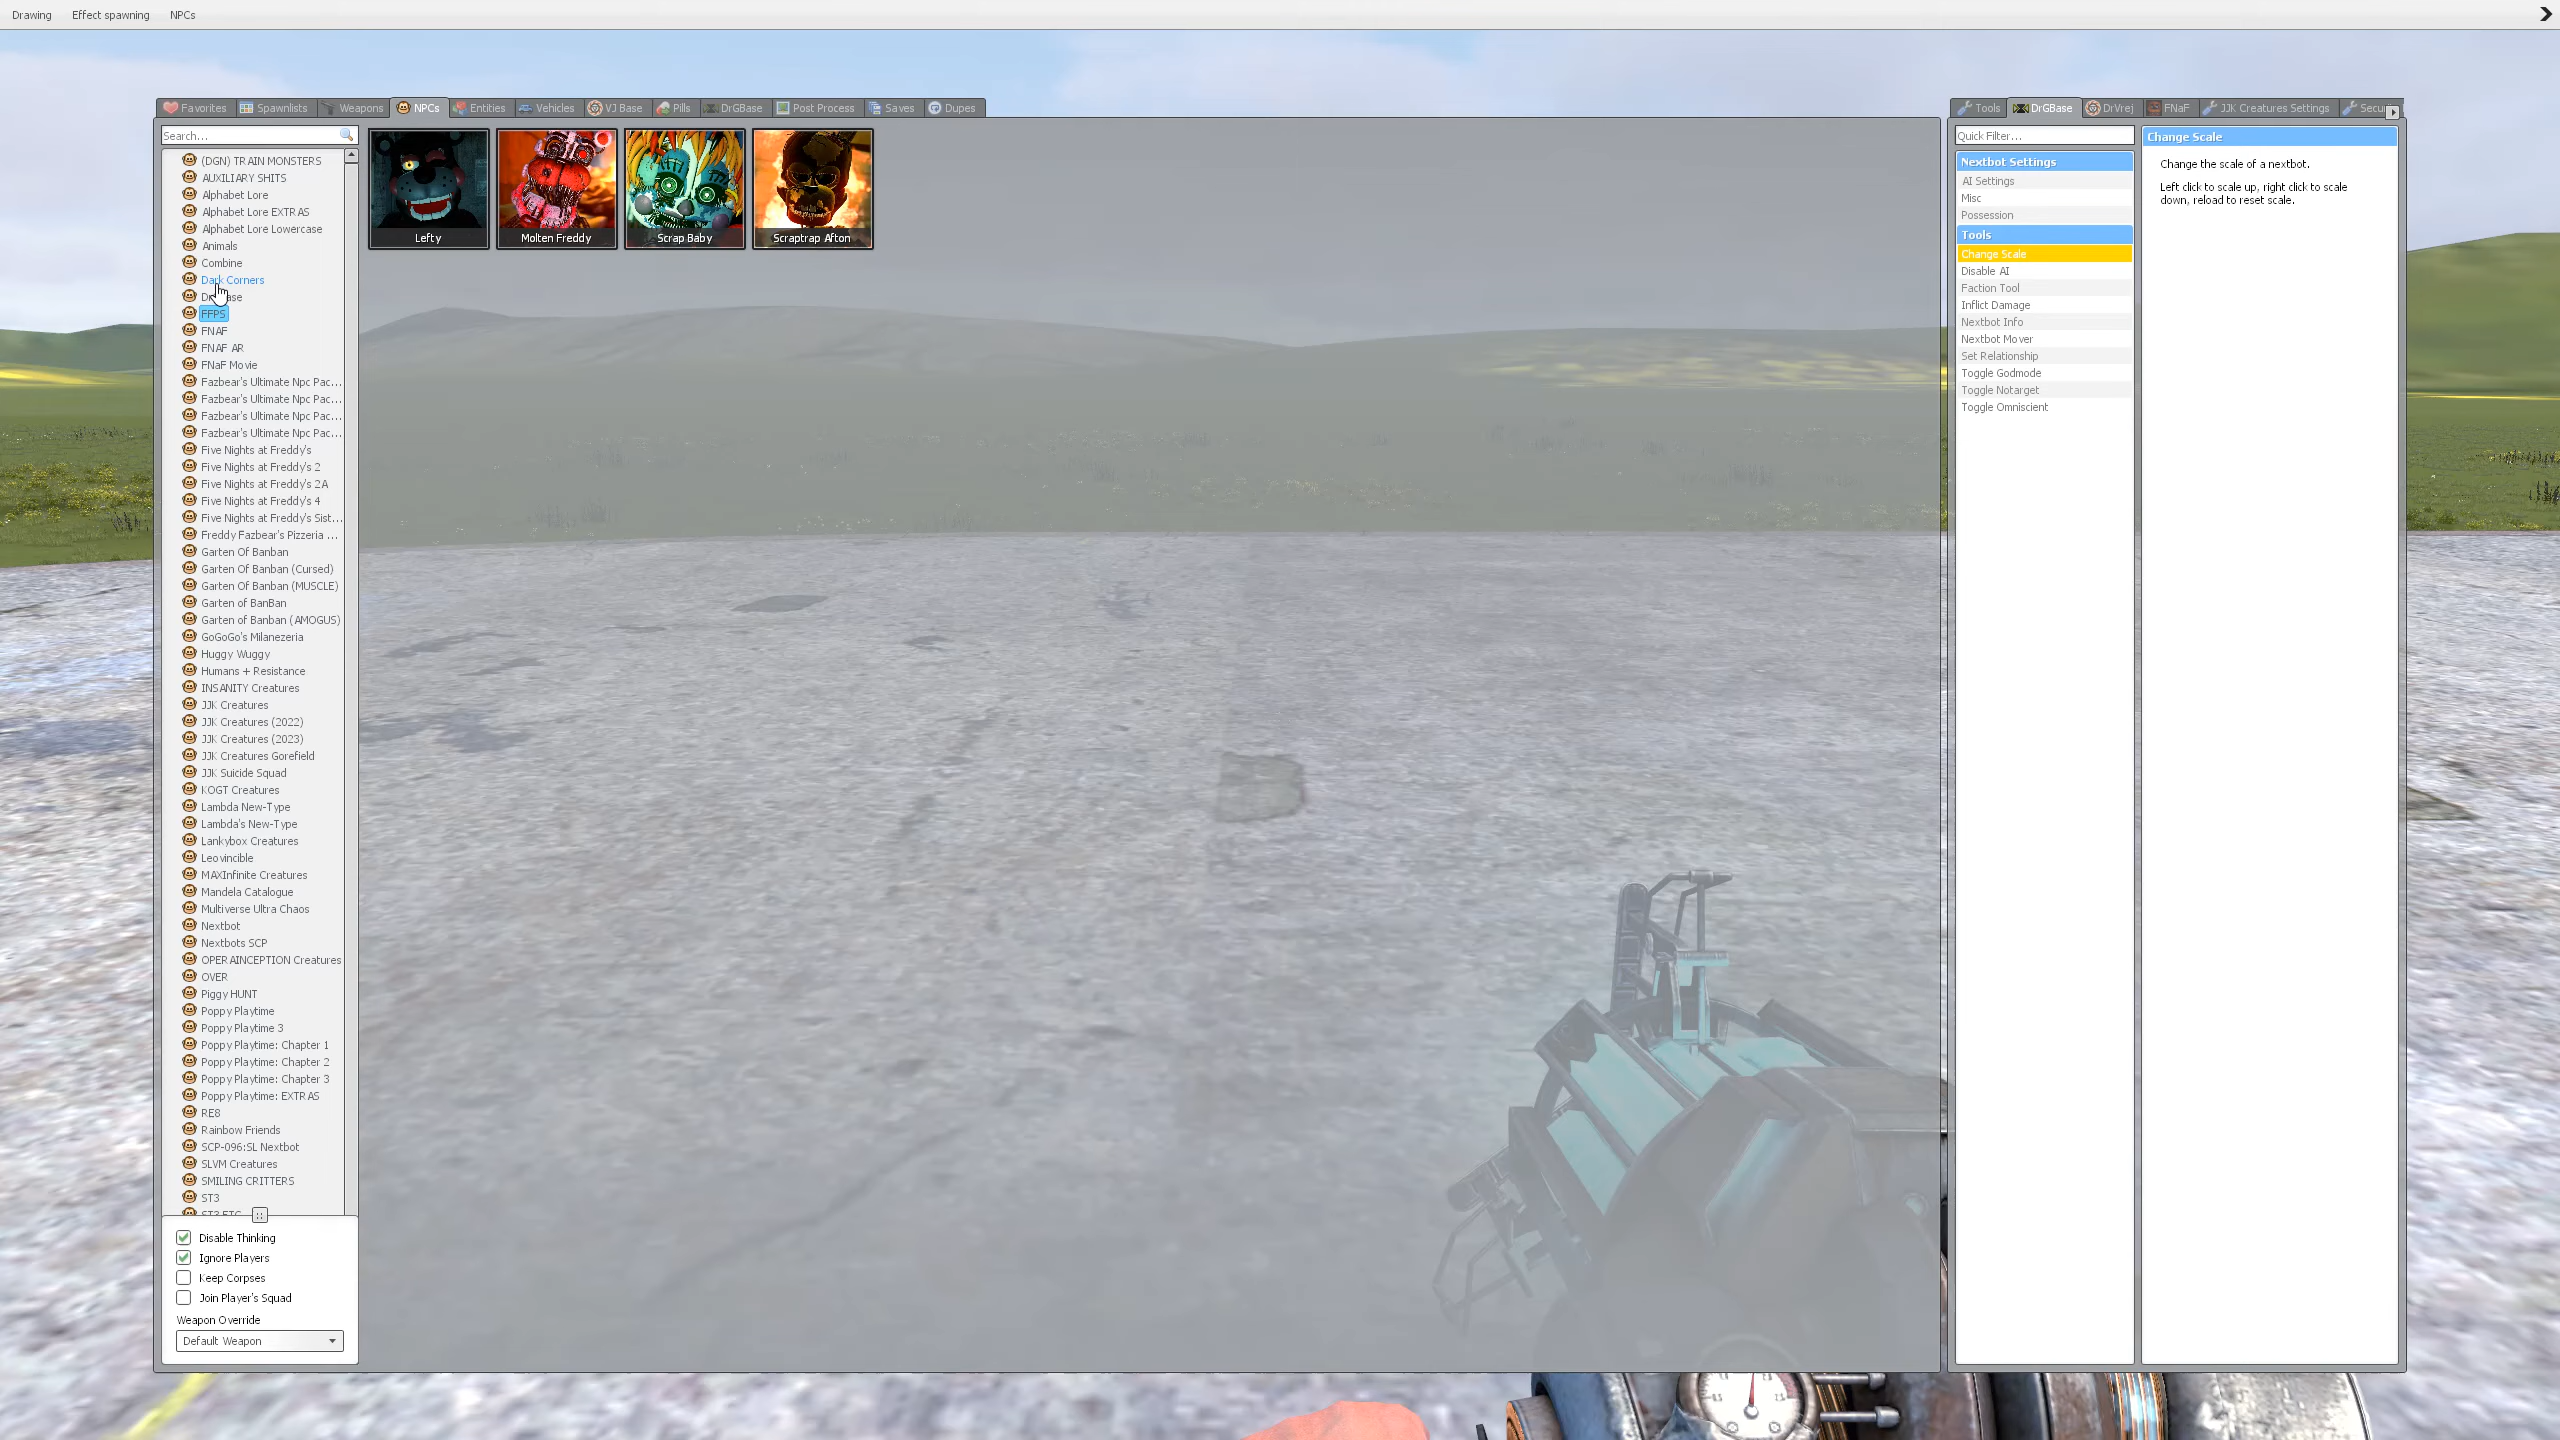 Drawing Effect spawning NPCs
Favorites Spawnlists Weapons NPCs Entities Vehicles VJ Base Pills DrGBase Post Process Saves Dupes
Search...
(DGN) TRAIN MONSTERS
AUXILIARY SHITS
Alphabet Lore
Alphabet Lore EXTRAS
Alphabet Lore Lowercase
Animals
Combine
Dark Corners
FFPS
FNAF
FNAF AR
FNaF Movie
Fazbear's Ultimate Npc Pac...
Fazbear's Ultimate Npc Pac...
Fazbear's Ultimate Npc Pac...
Fazbear's Ultimate Npc Pac...
Five Nights at Freddy's
Five Nights at Freddy's 2
Five Nights at Freddy's 2A
Five Nights at Freddy's 4
Five Nights at Freddy's Sist...
Freddy Fazbear's Pizzeria ...
Garten Of Banban
Garten Of Banban (Cursed)
Garten Of Banban (MUSCLE)
Garten of BanBan
Garten of Banban (AMOGUS)
GoGoGo's Milanezeria
Huggy Wuggy
Humans + Resistance
INSANITY Creatures
JJK Creatures
JJK Creatures (2022)
JJK Creatures (2023)
JJK Creatures Gorefield
JJK Suicide Squad
KOGT Creatures
Lambda New-Type
Lambda's New-Type
Lankybox Creatures
Leovincible
MAXInfinite Creatures
Mandela Catalogue
Multiverse Ultra Chaos
Nextbot
Nextbots SCP
OPERAINCEPTION Creatures
OVER
Piggy HUNT
Poppy Playtime
Poppy Playtime 3
Poppy Playtime: Chapter 1
Poppy Playtime: Chapter 2
Poppy Playtime: Chapter 3
Poppy Playtime: EXTRAS
RE8
Rainbow Friends
SCP-096:SL Nextbot
SLVM Creatures
SMILING CRITTERS
ST3
Disable Thinking
Ignore Players
Keep Corpses
Join Player's Squad
Weapon Override
Default Weapon
Lefty
Molten Freddy
Scrap Baby
Scraptrap Afton
Tools DrGBase DrVrej FNaF JJK Creatures Settings
Quick Filter...
Nextbot Settings
AI Settings
Misc
Possession
Tools
Change Scale
Disable AI
Faction Tool
Inflict Damage
Nextbot Info
Nextbot Mover
Set Relationship
Toggle Godmode
Toggle Notarget
Toggle Omniscient
Change Scale
Change the scale of a nextbot.
Left click to scale up, right click to scale
down, reload to reset scale.